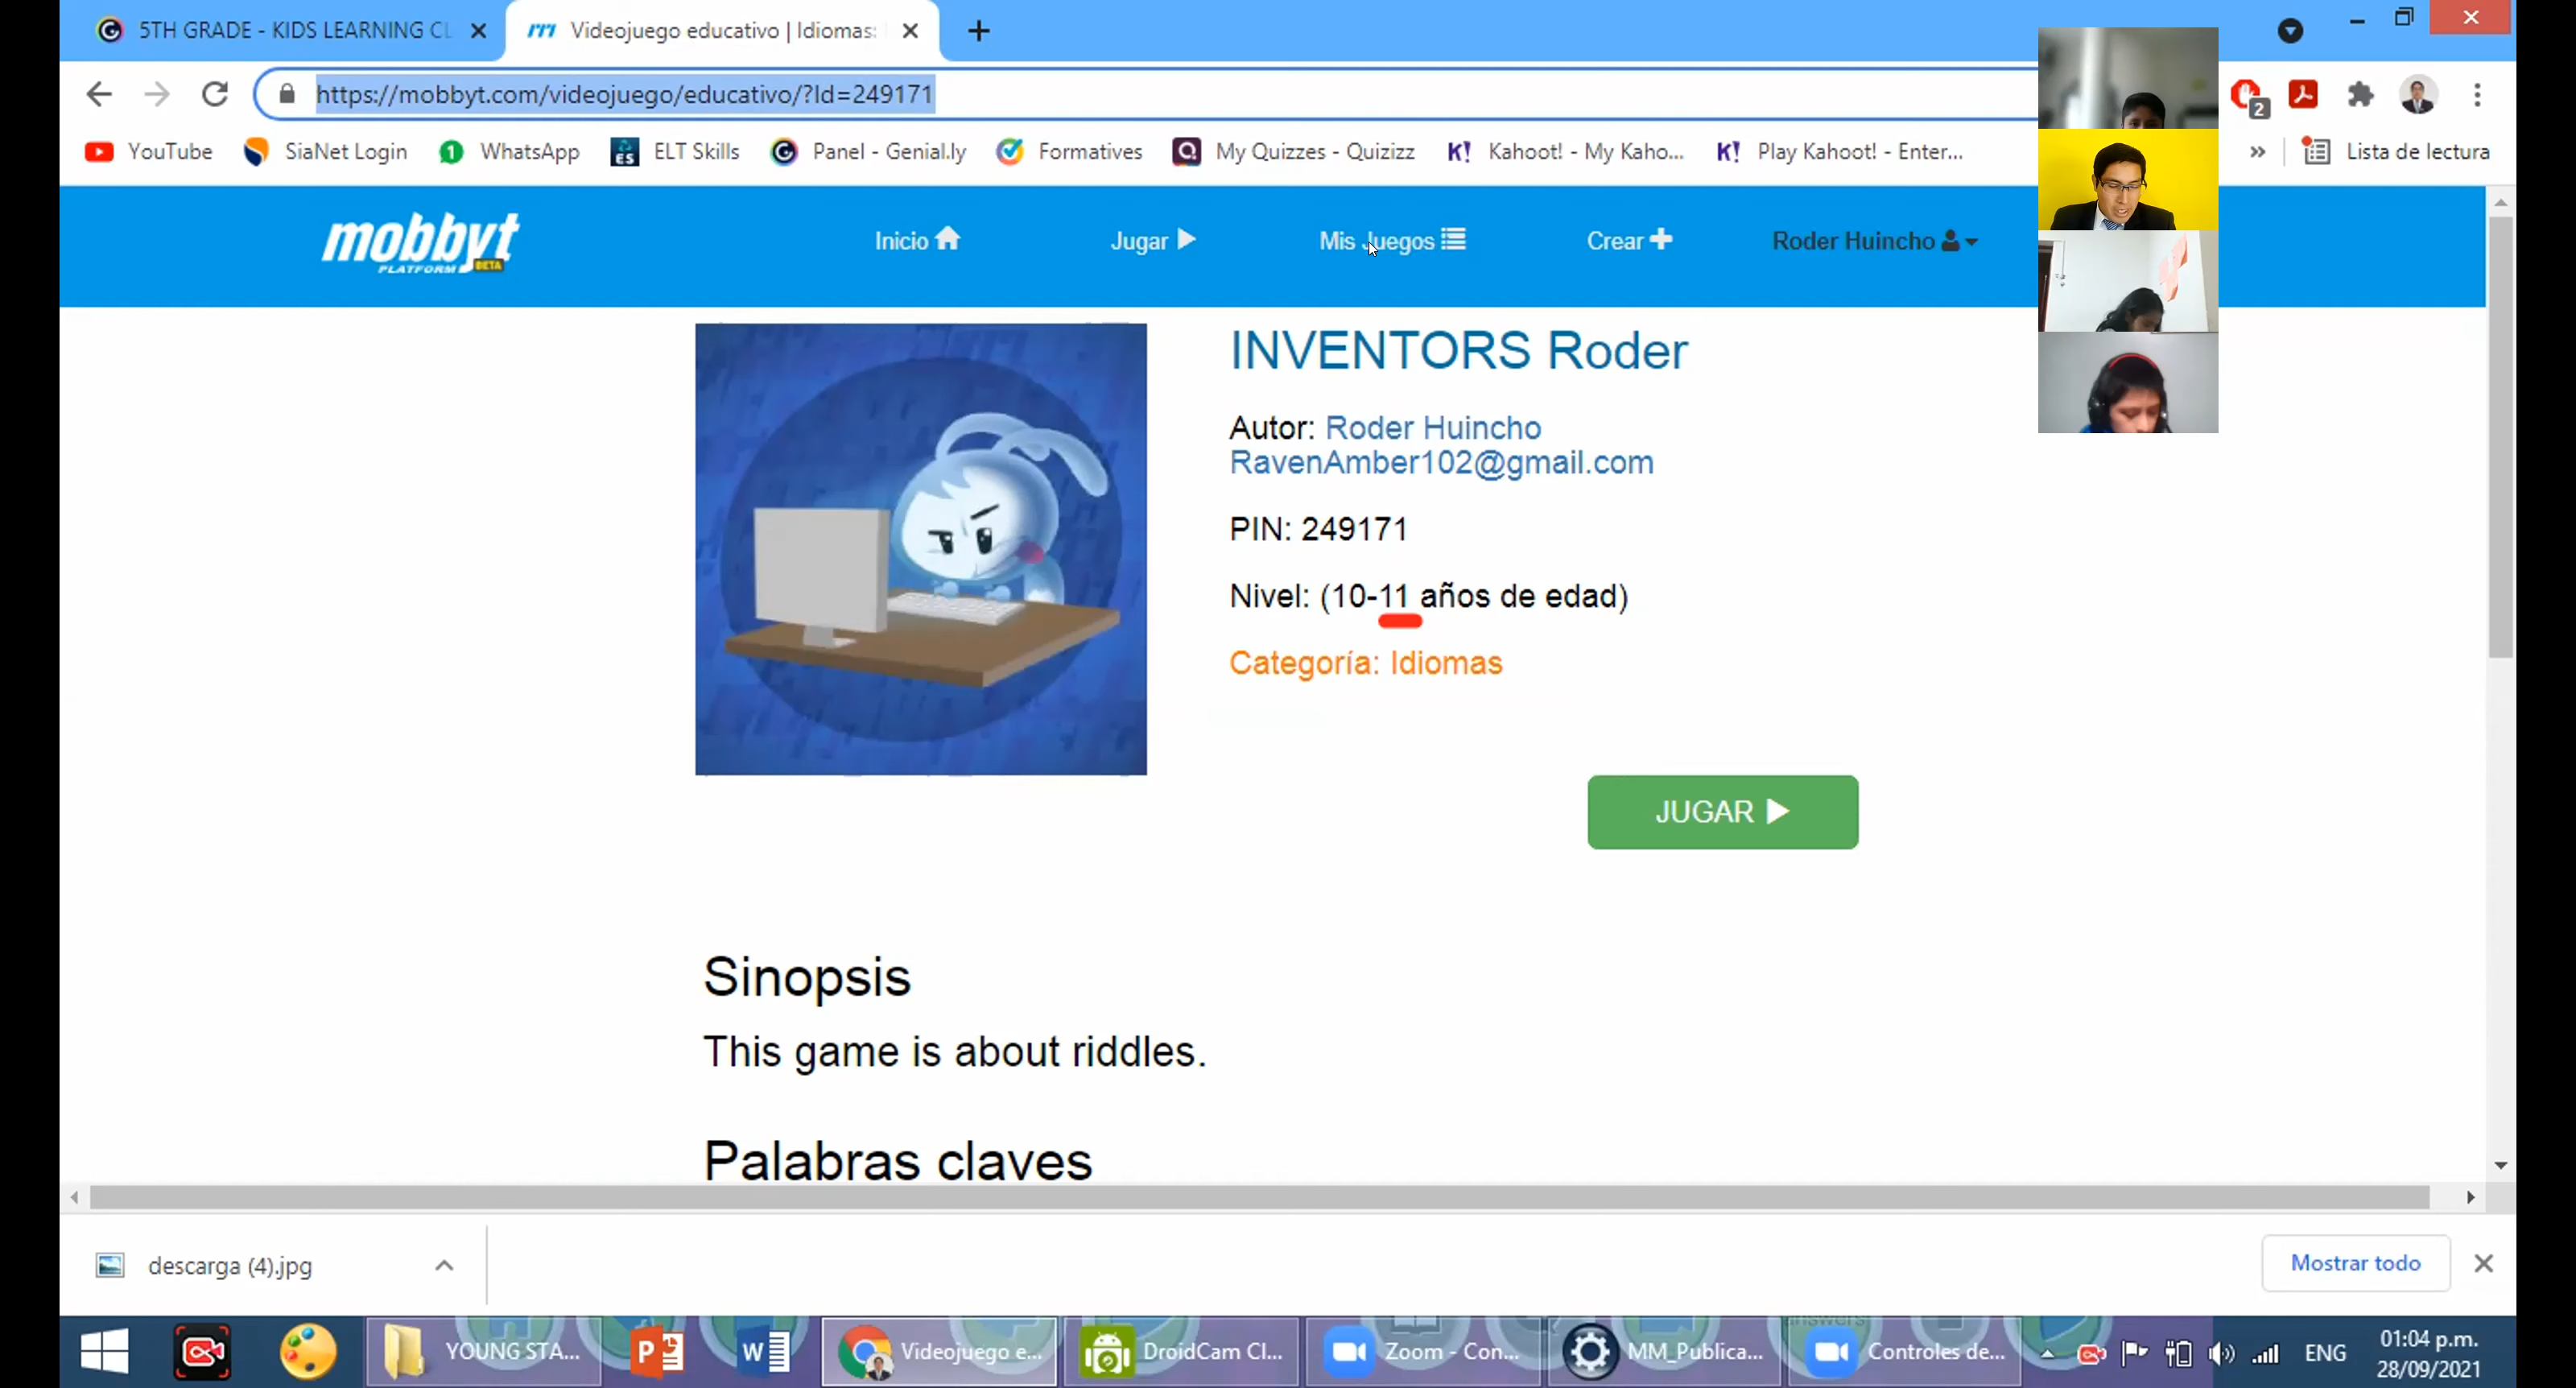 5TH GRADE - KIDS LEARNING CL
Videojuego educativo | Idiomas:
https://mobbyt.com/videojuego/educativo/?Id=249171
2
YouTube
SiaNet Login
WhatsApp
ELT Skills
Panel - Genial.ly
Formatives
My Quizzes - Quizizz
Kahoot! - My Kaho...
Play Kahoot! - Enter...
»
Lista de lectura
mobbyt
PLATFORM BETA
Inicio
Jugar
Mis Juegos
Crear
Roder Huincho
INVENTORS Roder
Autor: Roder Huincho
RavenAmber102@gmail.com
PIN: 249171
Nivel: (10-11 años de edad)
Categoría: Idiomas
JUGAR
Sinopsis
This game is about riddles.
Palabras claves
descarga (4).jpg
Mostrar todo
YOUNG STA...
Videojuego e...
DroidCam Cl...
Zoom - Con...
MM_Publica...
answers
Controles de...
ENG
01:04 p.m.
28/09/2021